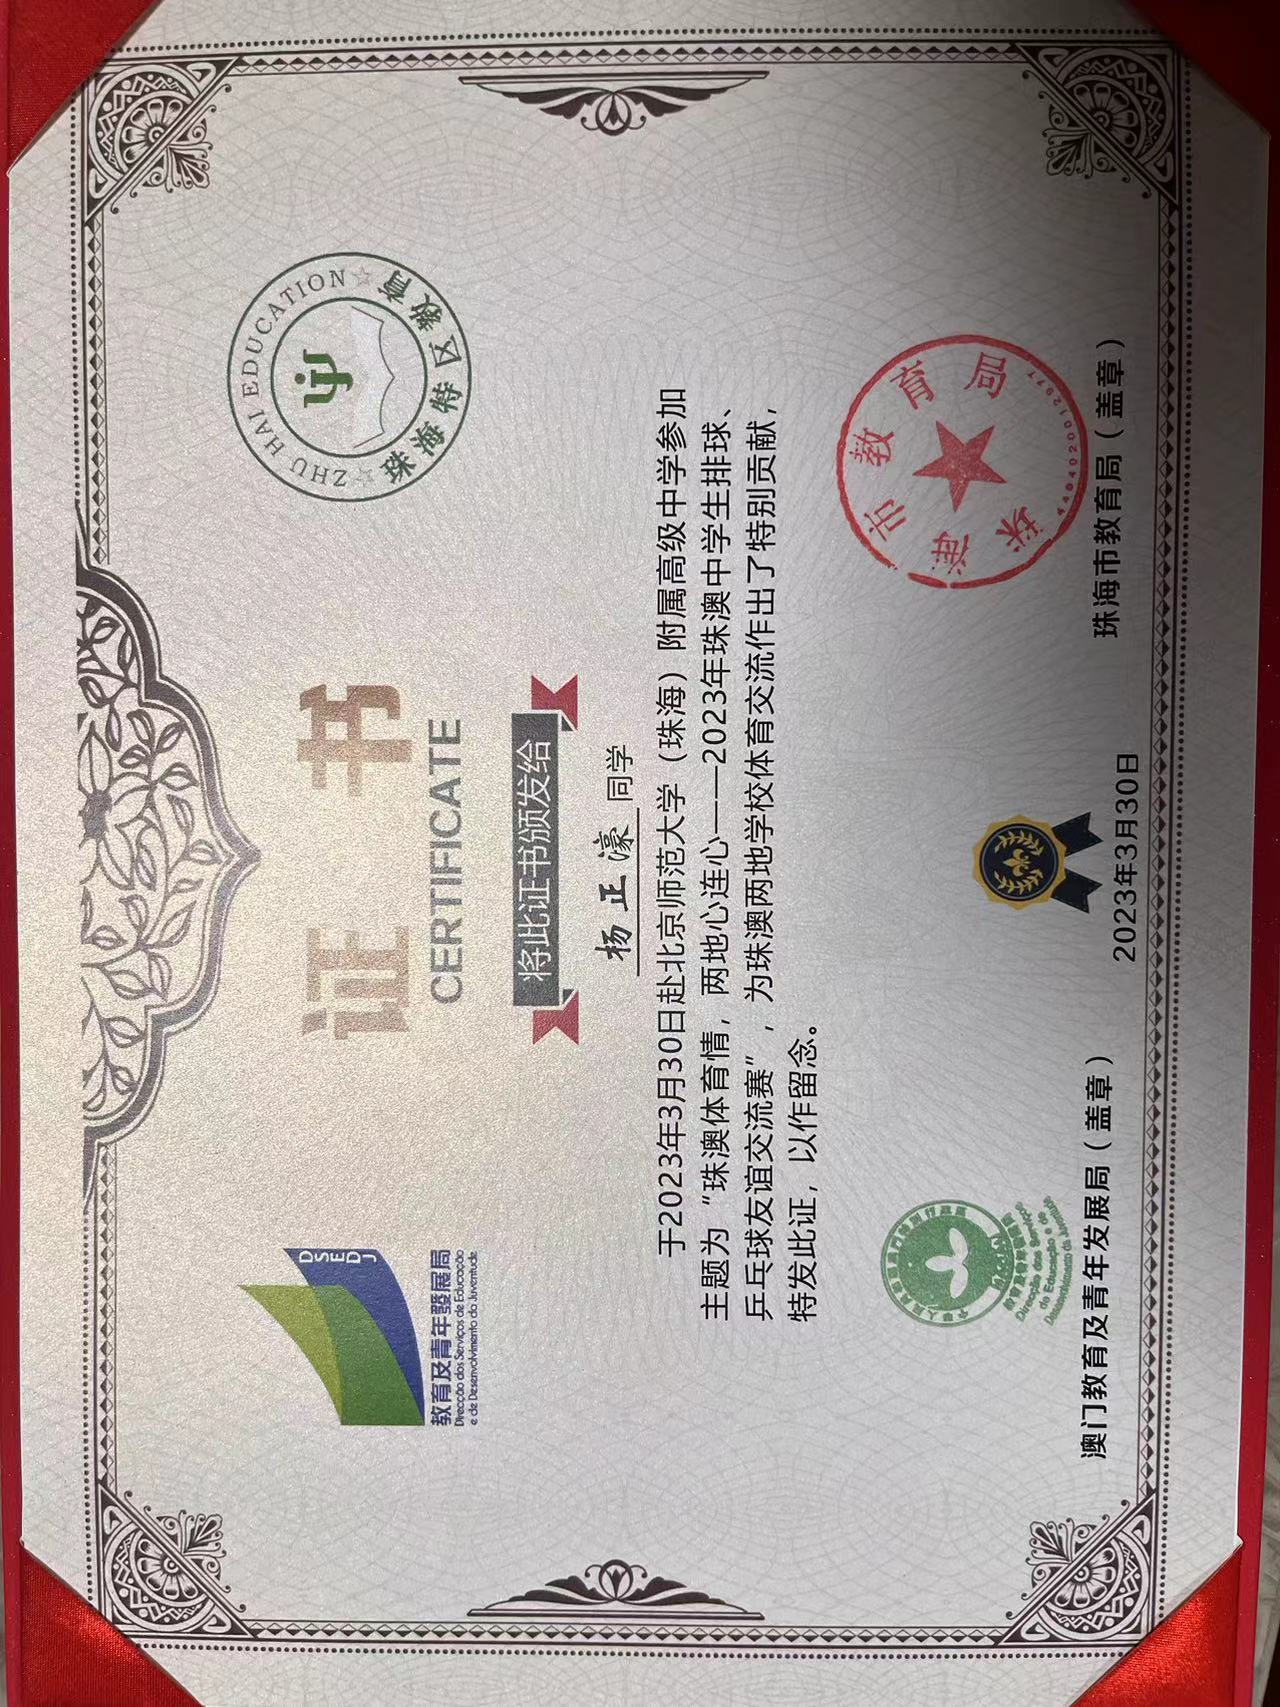 DSEDJ
教育及青年發展局
Direcção dos Serviços de Educação
e de Desenvolvimento da Juventude
证书
CERTIFICATE
ZHU HAI EDUCATION
珠海特区教育
将此证书颁发给
杨正濠 同学
于2023年3月30日赴北京师范大学（珠海）附属高级中学参加
主题为“珠澳体育情，两地心连心——2023年珠澳中学生排球、
乒乓球友谊交流赛”，为珠澳两地学校体育交流作出了特别贡献，
特发此证，以作留念。
教育及青年發展局
Direcção dos Serviços
de Educação e de
Desenvolvimento da Juventude
澳门教育及青年发展局（盖章）
2023年3月30日
珠海市教育局
珠海市教育局（盖章）